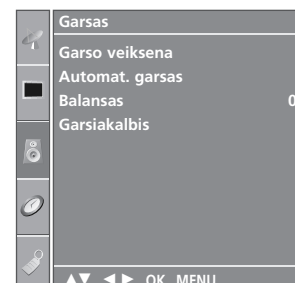 Garsas
Garso veiksena
Automat. garsas
Balansas 0
Garsiakalbis
▲▼ ◄► OK MENU